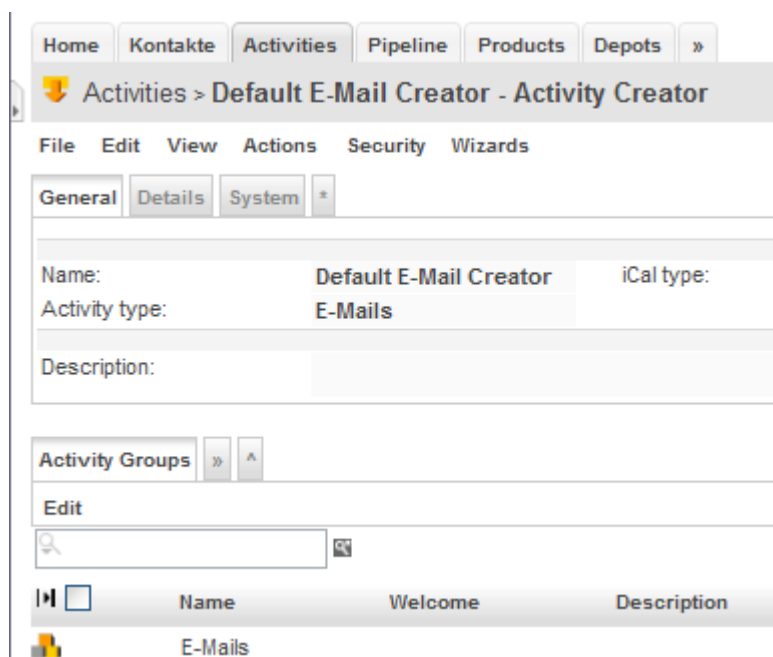 Home Kontakte Activities Pipeline Products Depots »
Activities > Default E-Mail Creator - Activity Creator
File Edit View Actions Security Wizards
General Details System *
Name: Default E-Mail Creator iCal type:
Activity type: E-Mails
Description:
Activity Groups » ^
Edit
Name Welcome Description
E-Mails